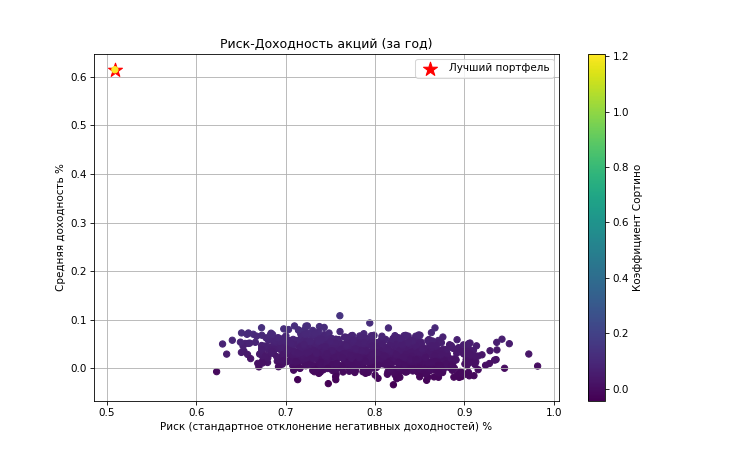 Риск-Доходность акций (за год)
Лучший портфель
Средняя доходность %
0.6
0.5
0.4
0.3
0.2
0.1
0.0
0.5 0.6 0.7 0.8 0.9 1.0
Риск (стандартное отклонение негативных доходностей) %
1.2
1.0
0.8
0.6
0.4
0.2
0.0
Коэффициент Сортино